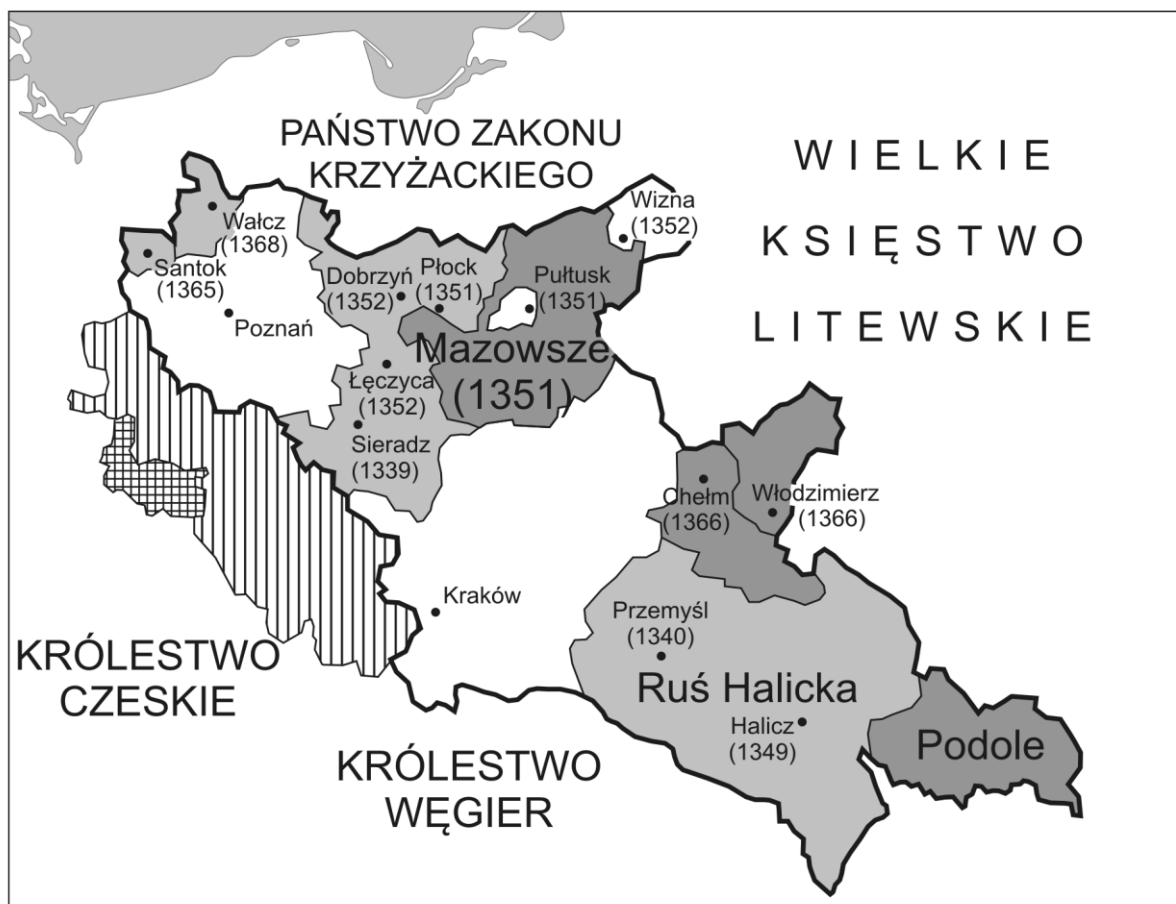 PAŃSTWO ZAKONU
KRZYŻACKIEGO
WIELKIE
KSIĘSTWO
LITEWSKIE
Wizna
(1352)
Wałcz
(1368)
Santok
(1365)
Poznań
Dobrzyń
(1352)
Płock
(1351)
Pułtusk
(1351)
Mazowsze
(1351)
Łęczyca
(1352)
Sieradz
(1339)
Chełm
(1366)
Włodzimierz
(1366)
Kraków
Przemyśl
(1340)
Ruś Halicka
Halicz
(1349)
Podole
KRÓLESTWO
CZESKIE
KRÓLESTWO
WĘGIER